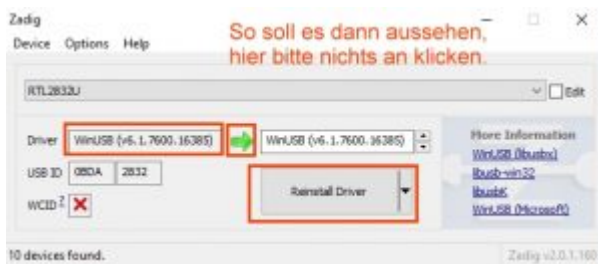 Zadig
So soll es dann aussehen,
hier bitte nichts an klicken.
Device Options Help
RTL2832U
Edit
Driver WinUSB (v6.1.7600.16385) WinUSB (v6.1.7600.16385)
More Information
WinUSB (libusbx)
libusb-win32
libusbK
WinUSB (Microsoft)
USB ID 0BDA 2832
Reinstall Driver
WCID ?
10 devices found.
Zadig v2.0.1.160